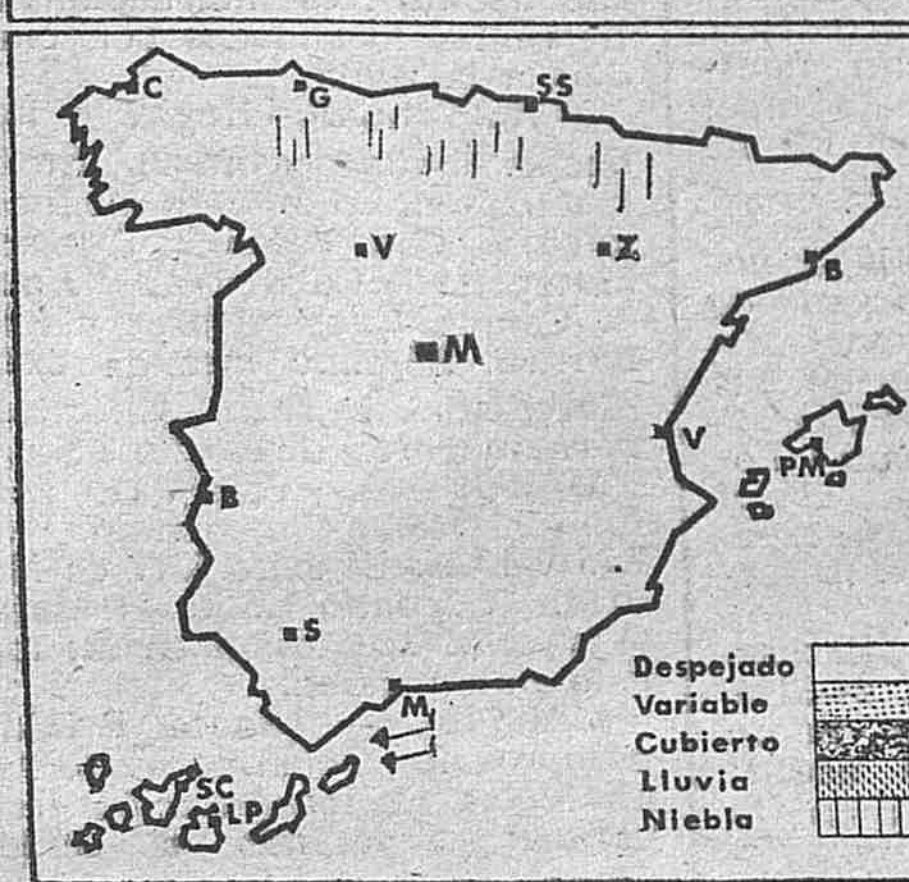 C
G
SS
V
Z
B
M
V
PM
B
S
M
SC
LP
Despejado
Variable
Cubierto
Lluvia
Niebla